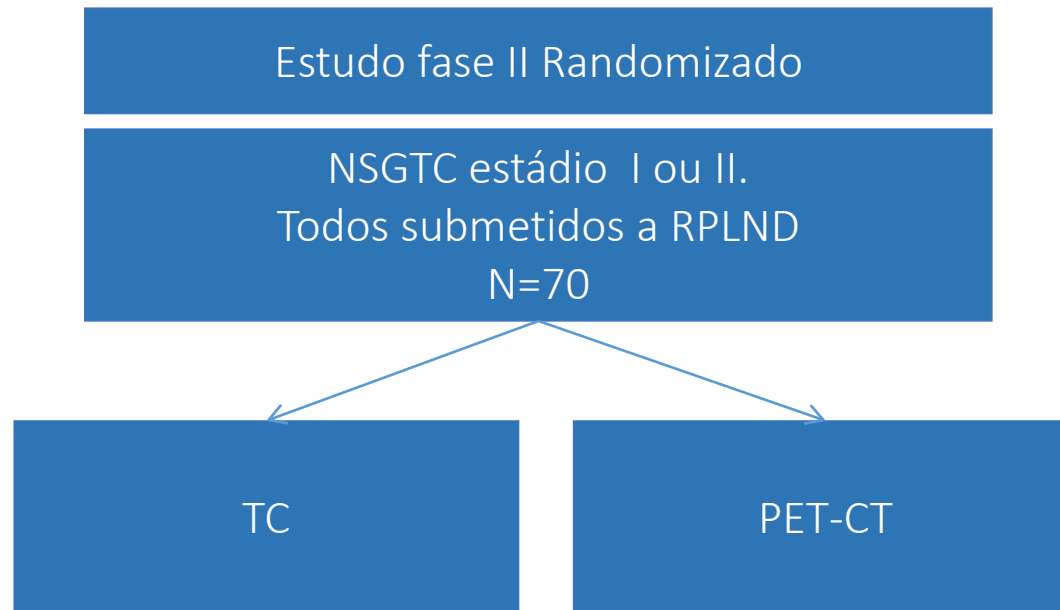 Estudo fase II Randomizado
NSGTC estádio I ou II.
Todos submetidos a RPLND
N=70
TC
PET-CT